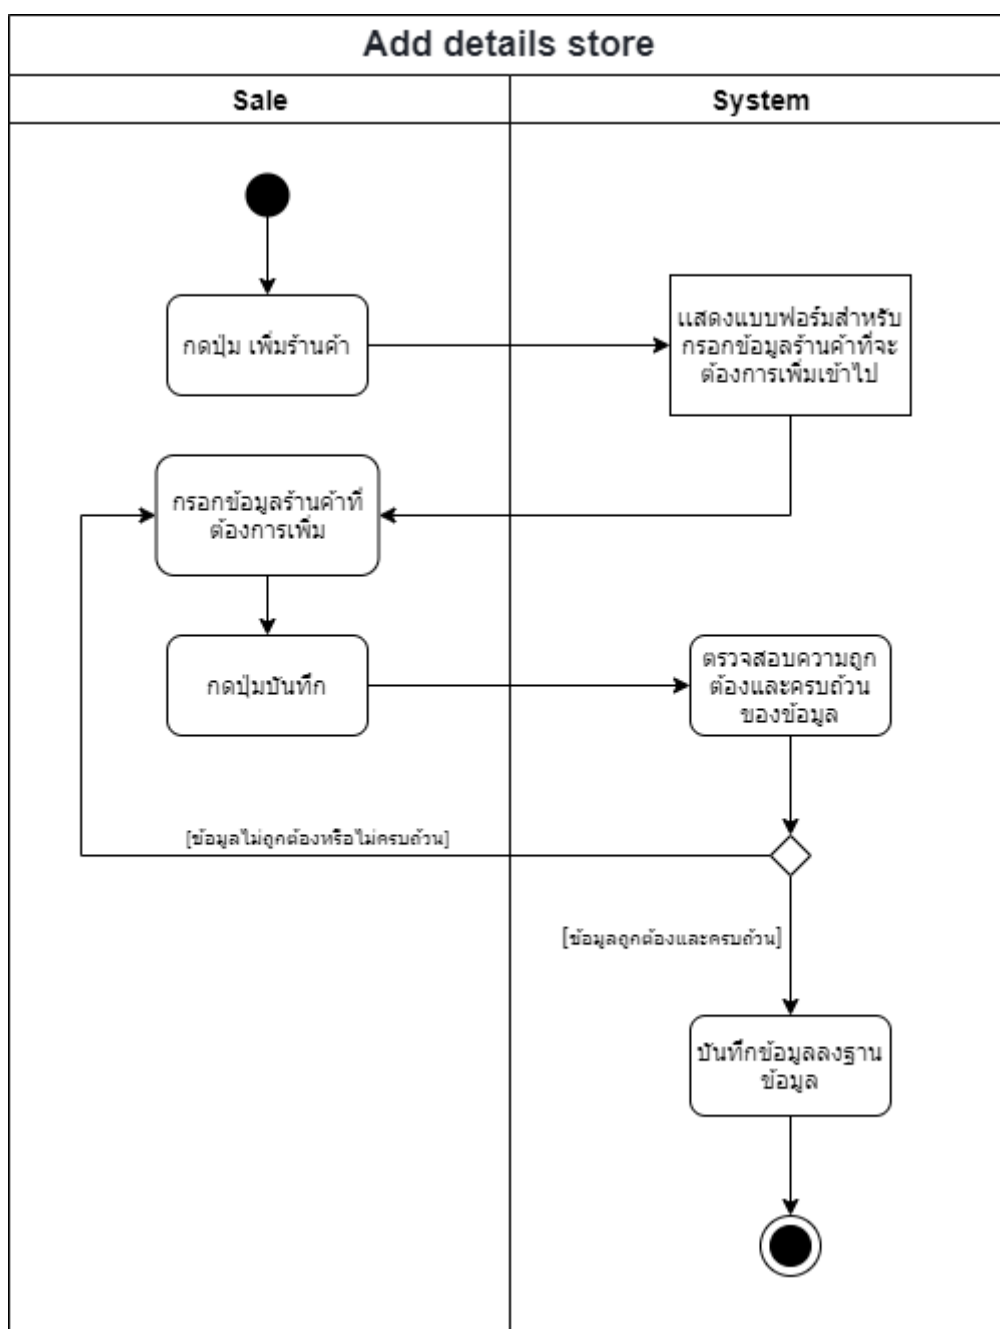 Add details store
Sale
System
กดปุ่ม เพิ่มร้านค้า
แสดงแบบฟอร์มสำหรับ
กรอกข้อมูลร้านค้าที่จะ
ต้องการเพิ่มเข้าไป
กรอกข้อมูลร้านค้าที่
ต้องการเพิ่ม
กดปุ่มบันทึก
ตรวจสอบความถูก
ต้องและครบถ้วน
ของข้อมูล
[ข้อมูลไม่ถูกต้องหรือไม่ครบถ้วน]
[ข้อมูลถูกต้องและครบถ้วน]
บันทึกข้อมูลลงฐาน
ข้อมูล